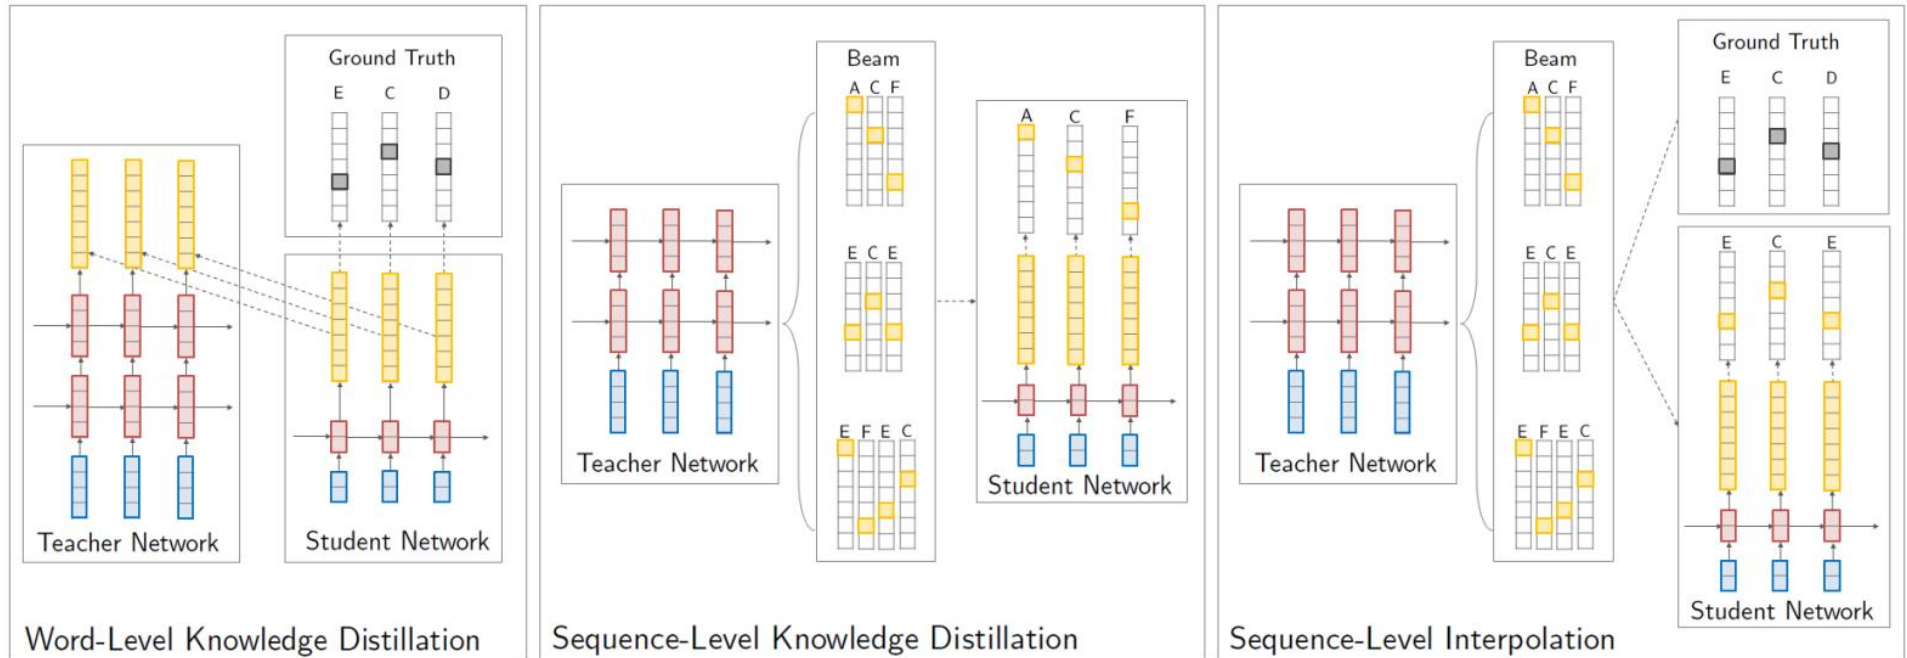 Ground Truth
E C D
Teacher Network
Student Network
Word-Level Knowledge Distillation
Teacher Network
Beam
A C F
E C E
E F E C
A C F
Student Network
Sequence-Level Knowledge Distillation
Teacher Network
Beam
A C F
E C E
E F E C
Ground Truth
E C D
E C E
Student Network
Sequence-Level Interpolation